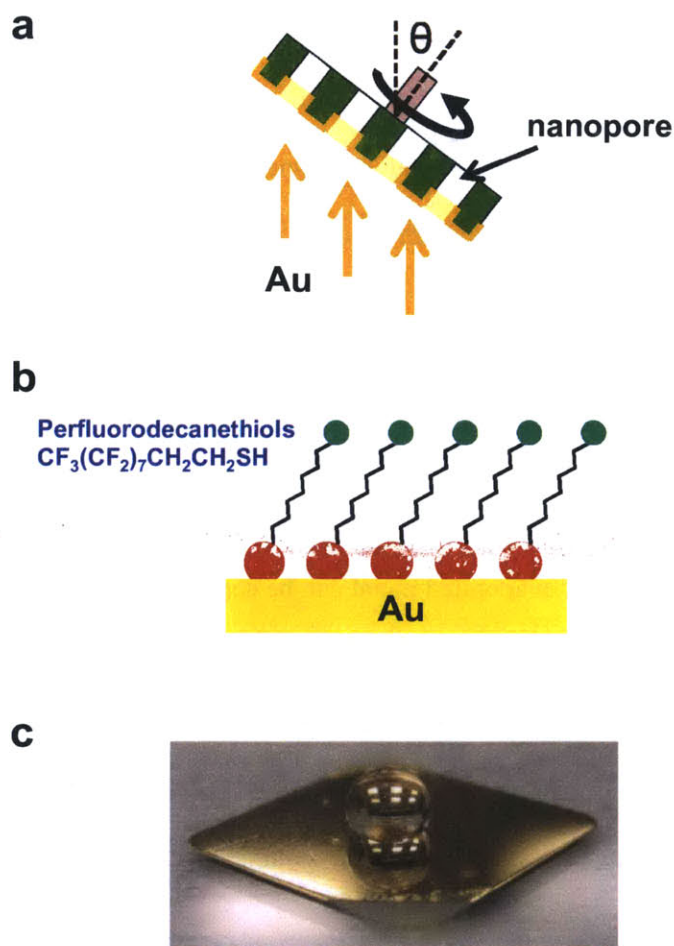 a
θ
nanopore
Au
b
Perfluorodecanethiols
CF₃(CF₂)₇CH₂CH₂SH
Au
c